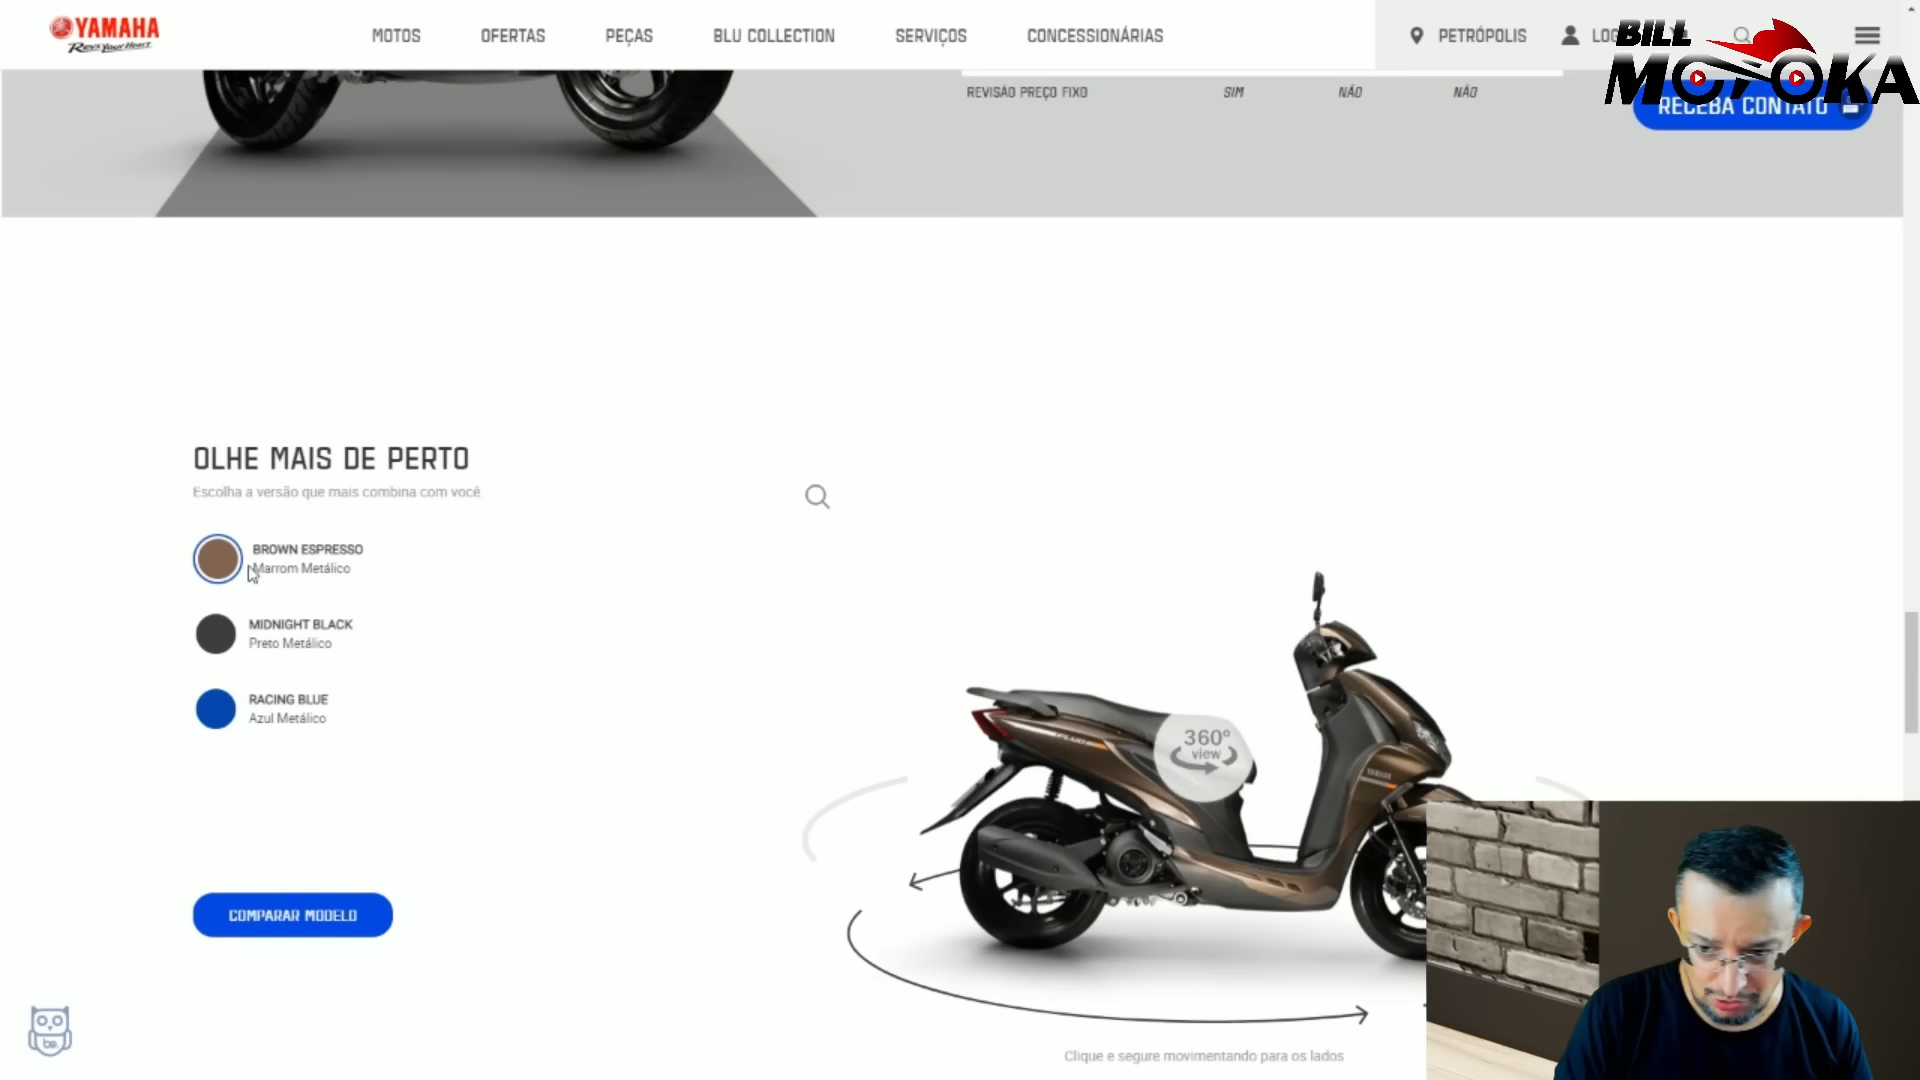 YAMAHA
Revs Your Heart
MOTOS
OFERTAS
PEÇAS
BLU COLLECTION
SERVIÇOS
CONCESSIONÁRIAS
PETRÓPOLIS
BILL
MOTOKA
REVISÃO PREÇO FIXO SIM NÃO NÃO
RECEBA CONTATO
OLHE MAIS DE PERTO
Escolha a versão que mais combina com você
BROWN ESPRESSO
Marrom Metálico
MIDNIGHT BLACK
Preto Metálico
RACING BLUE
Azul Metálico
360°
view
YAMAHA
COMPARAR MODELO
be.
Clique e segure movimentando para os lados